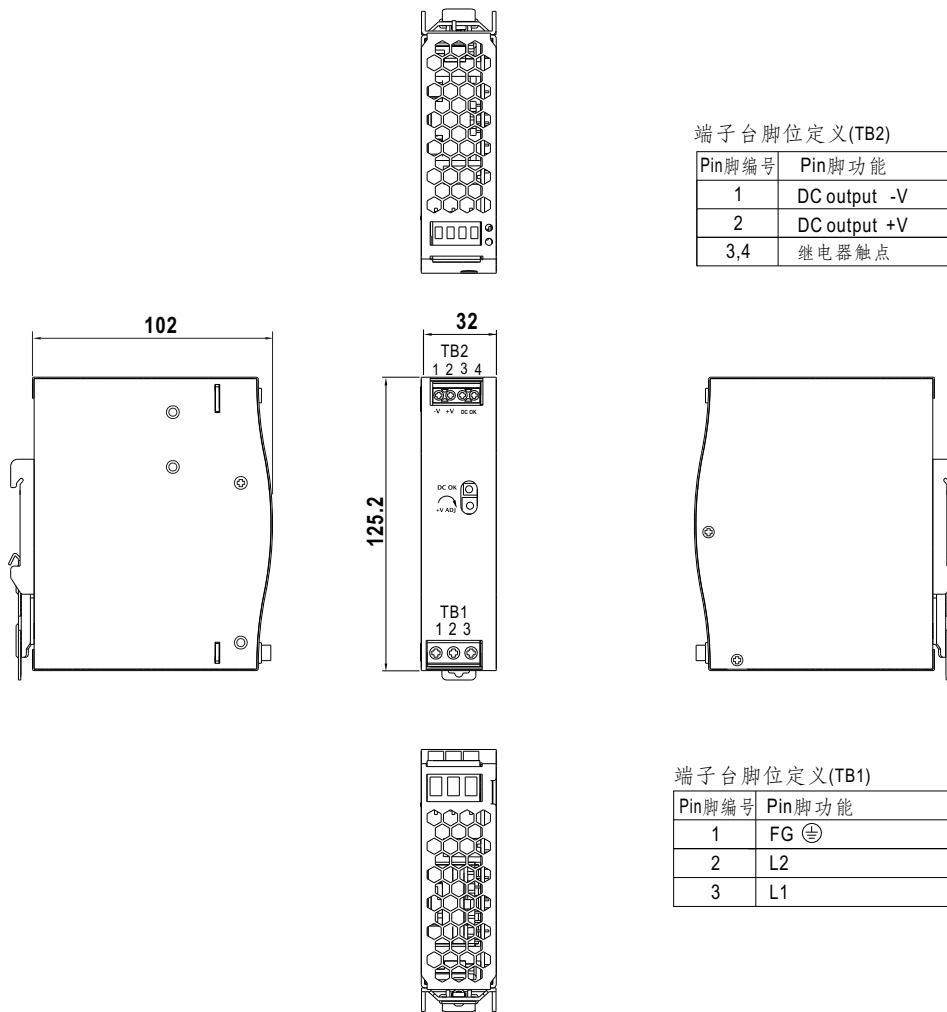 端子台脚位定义(TB2)
Pin脚编号 Pin脚功能
1 DC output -V
2 DC output +V
3,4 继电器触点
102
32
TB2
1 2 3 4
-V +V DC OK
125.2
DC OK
+V ADJ
TB1
1 2 3
端子台脚位定义(TB1)
Pin脚编号 Pin脚功能
1 FG
2 L2
3 L1